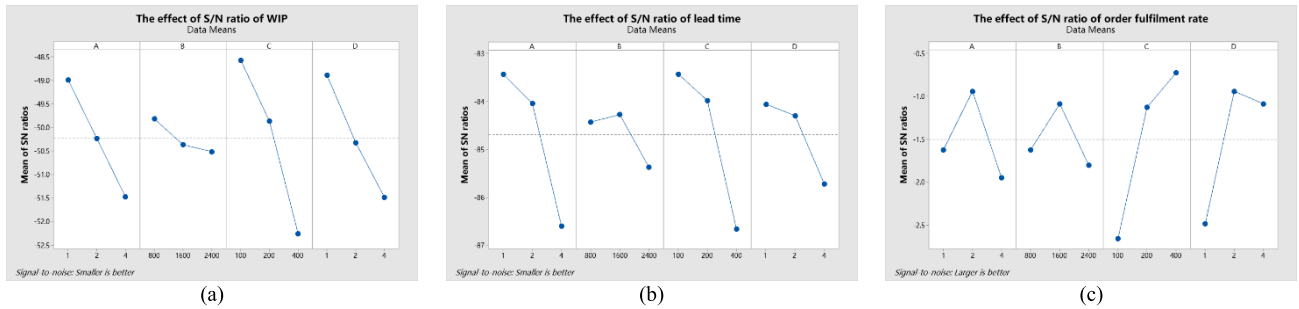 The effect of S/N ratio of WIP
Data Means
A B C D
-48.5
-49.0
-49.5
-50.0
-50.5
-51.0
-51.5
-52.0
-52.5
Mean of SN ratios
1 2 4 800 1600 2400 100 200 400 1 2 4
Signal-to-noise: Smaller is better
(a)
The effect of S/N ratio of lead time
Data Means
A B C D
-83
-84
-85
-86
-87
Mean of SN ratios
1 2 4 800 1600 2400 100 200 400 1 2 4
Signal-to-noise: Smaller is better
(b)
The effect of S/N ratio of order fulfilment rate
Data Means
A B C D
-0.5
-1.0
-1.5
-2.0
-2.5
Mean of SN ratios
1 2 4 800 1600 2400 100 200 400 1 2 4
Signal-to-noise: Larger is better
(c)